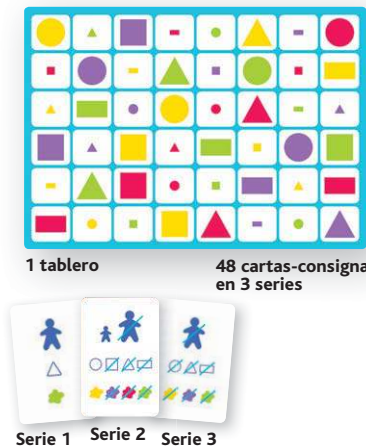 1 tablero
48 cartas-consigna
en 3 series
Serie 1
Serie 2
Serie 3